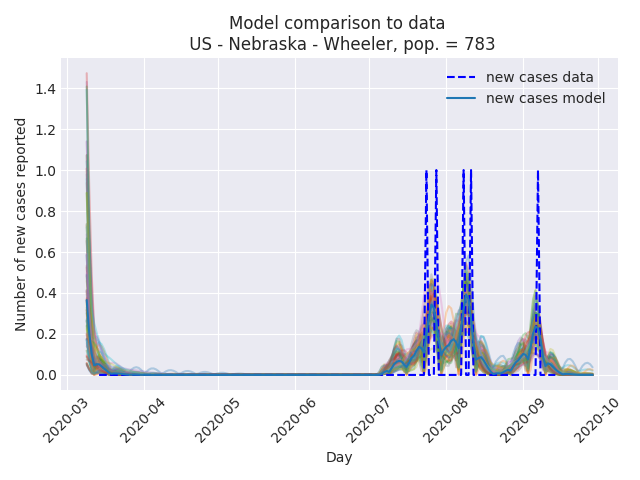 Model comparison to data
US - Nebraska - Wheeler, pop. = 783
new cases data
new cases model
Number of new cases reported
1.4
1.2
1.0
0.8
0.6
0.4
0.2
0.0
2020-03
2020-04
2020-05
2020-06
2020-07
2020-08
2020-09
2020-10
Day